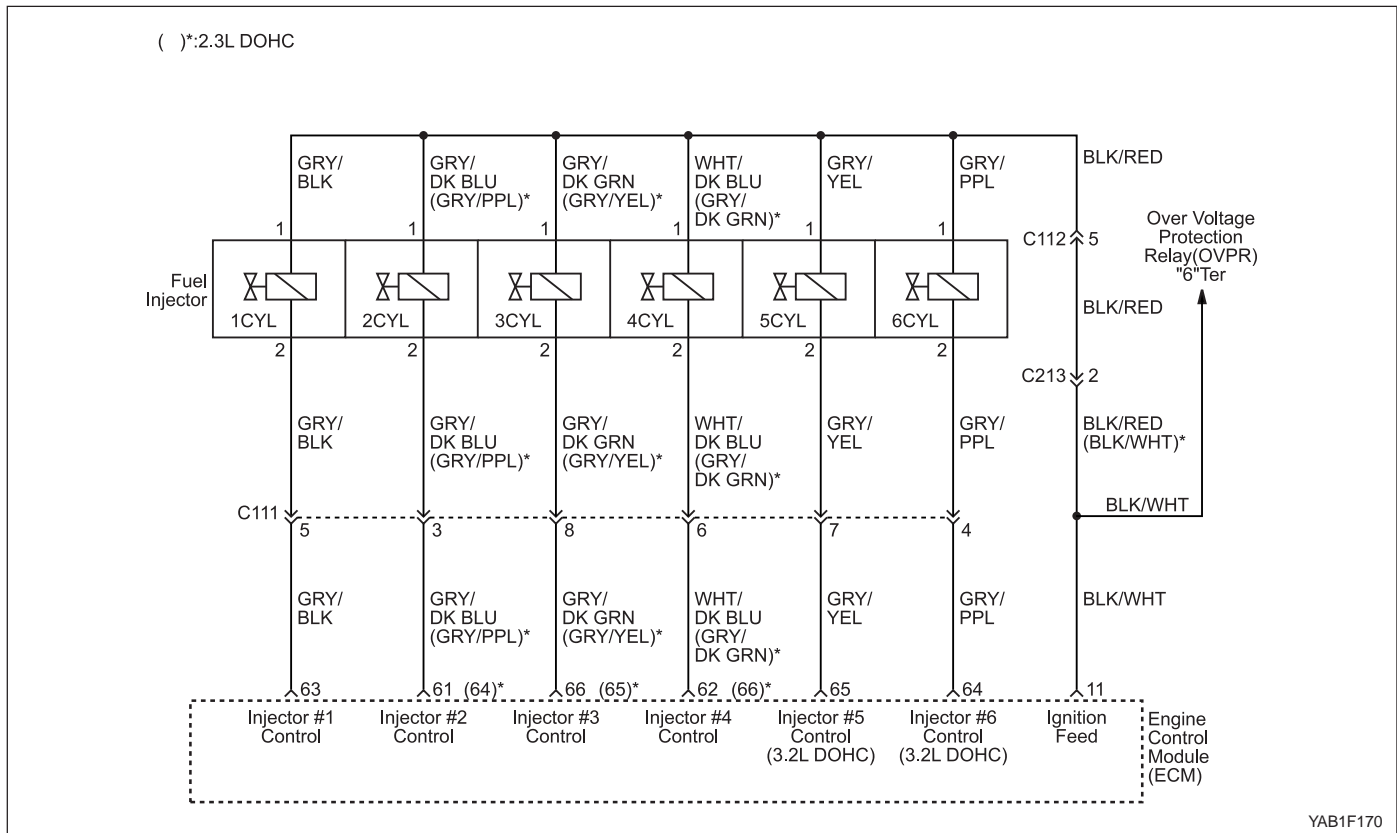 ( )*:2.3L DOHC
GRY/
BLK
GRY/
DK BLU
(GRY/PPL)*
GRY/
DK GRN
(GRY/YEL)*
WHT/
DK BLU
(GRY/
DK GRN)*
GRY/
YEL
GRY/
PPL
BLK/RED
1 1 1 1 1 1
C112 5
Over Voltage
Protection
Relay(OVPR)
"6"Ter
Fuel
Injector
1CYL 2CYL 3CYL 4CYL 5CYL 6CYL
BLK/RED
2 2 2 2 2 2
C213 2
GRY/
BLK
GRY/
DK BLU
(GRY/PPL)*
GRY/
DK GRN
(GRY/YEL)*
WHT/
DK BLU
(GRY/
DK GRN)*
GRY/
YEL
GRY/
PPL
BLK/RED
(BLK/WHT)*
BLK/WHT
C111 5 3 8 6 7 4
GRY/
BLK
GRY/
DK BLU
(GRY/PPL)*
GRY/
DK GRN
(GRY/YEL)*
WHT/
DK BLU
(GRY/
DK GRN)*
GRY/
YEL
GRY/
PPL
BLK/WHT
63 61 (64)* 66 (65)* 62 (66)* 65 64 11
Injector #1
Control
Injector #2
Control
Injector #3
Control
Injector #4
Control
Injector #5
Control
(3.2L DOHC)
Injector #6
Control
(3.2L DOHC)
Ignition
Feed
Engine
Control
Module
(ECM)
YAB1F170